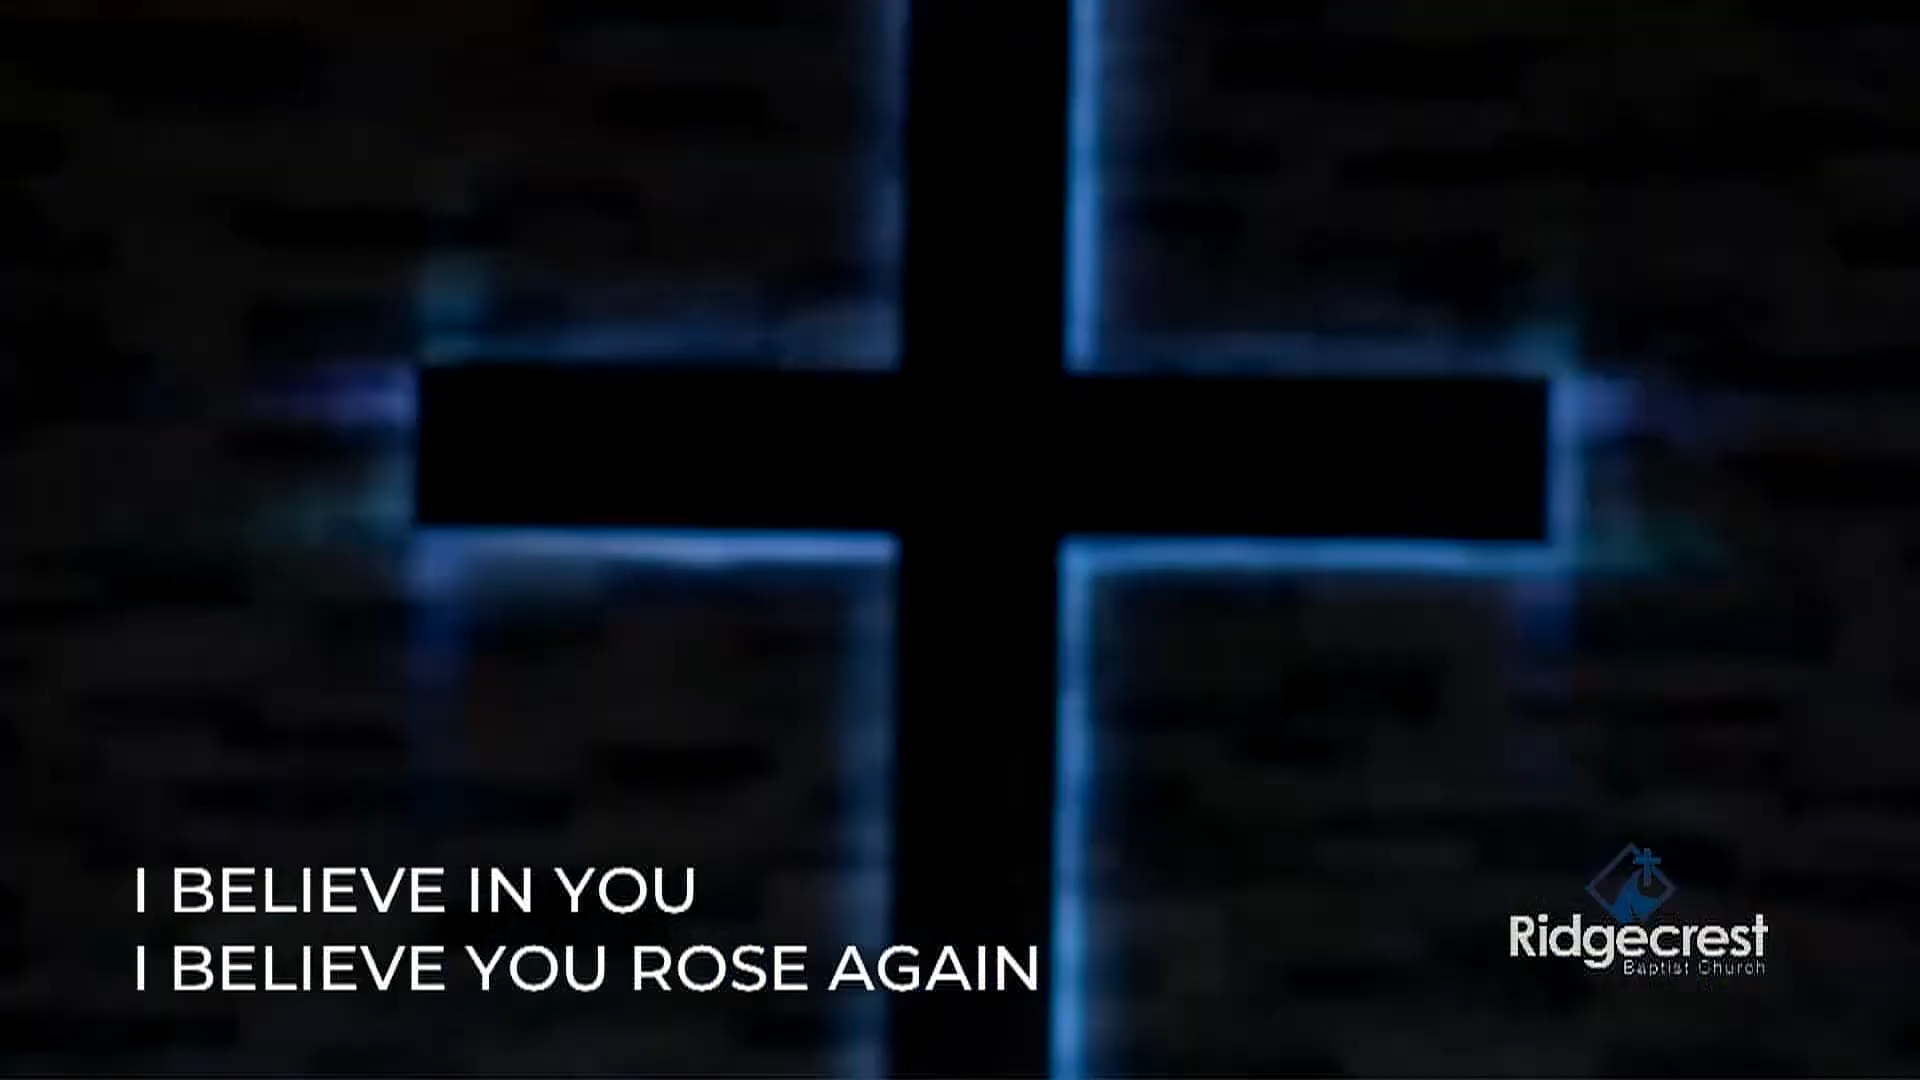 I BELIEVE IN YOU
I BELIEVE YOU ROSE AGAIN
Ridgecrest
Baptist Church